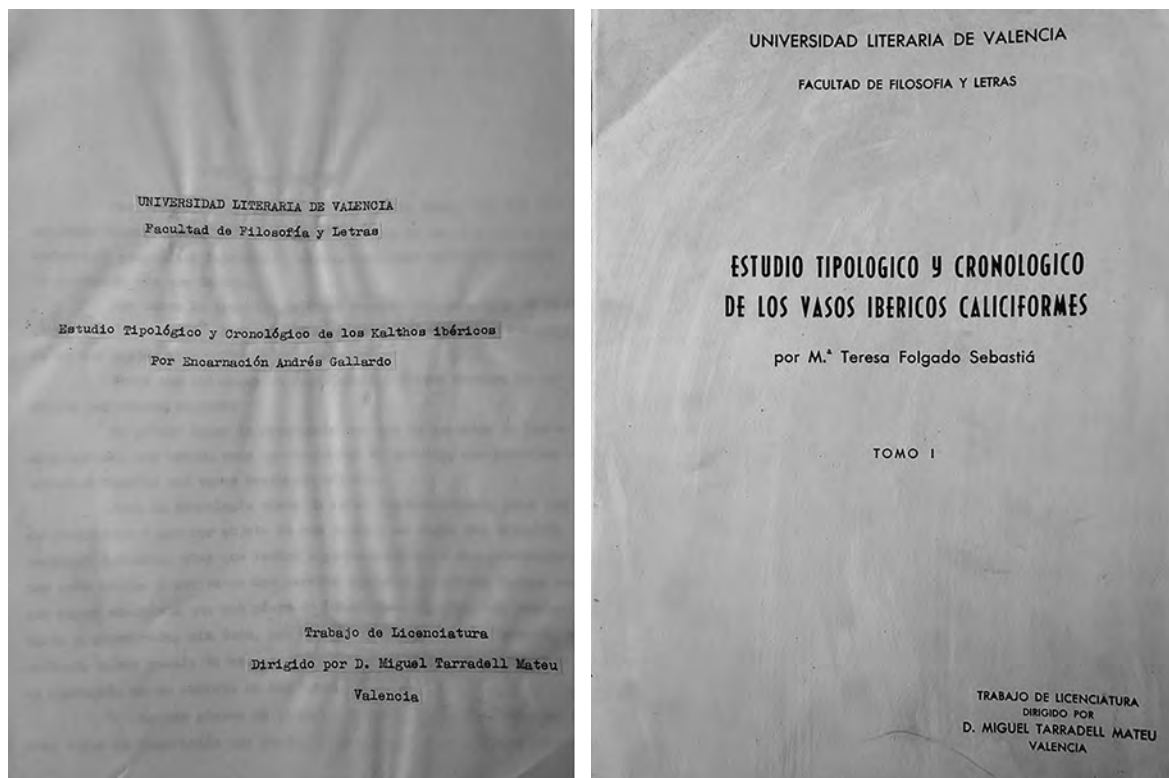 UNIVERSIDAD LITERARIA DE VALENCIA
Facultad de Filosofía y Letras
Estudio Tipológico y Cronológico de los Kalthos ibéricos
Por Encarnación Andrés Gallardo
Trabajo de Licenciatura
Dirigido por D. Miguel Tarradell Mateu
Valencia
UNIVERSIDAD LITERARIA DE VALENCIA
FACULTAD DE FILOSOFIA Y LETRAS
ESTUDIO TIPOLOGICO Y CRONOLOGICO
DE LOS VASOS IBERICOS CALICIFORMES
por M.ª Teresa Folgado Sebastiá
TOMO I
TRABAJO DE LICENCIATURA
DIRIGIDO POR
D. MIGUEL TARRADELL MATEU
VALENCIA